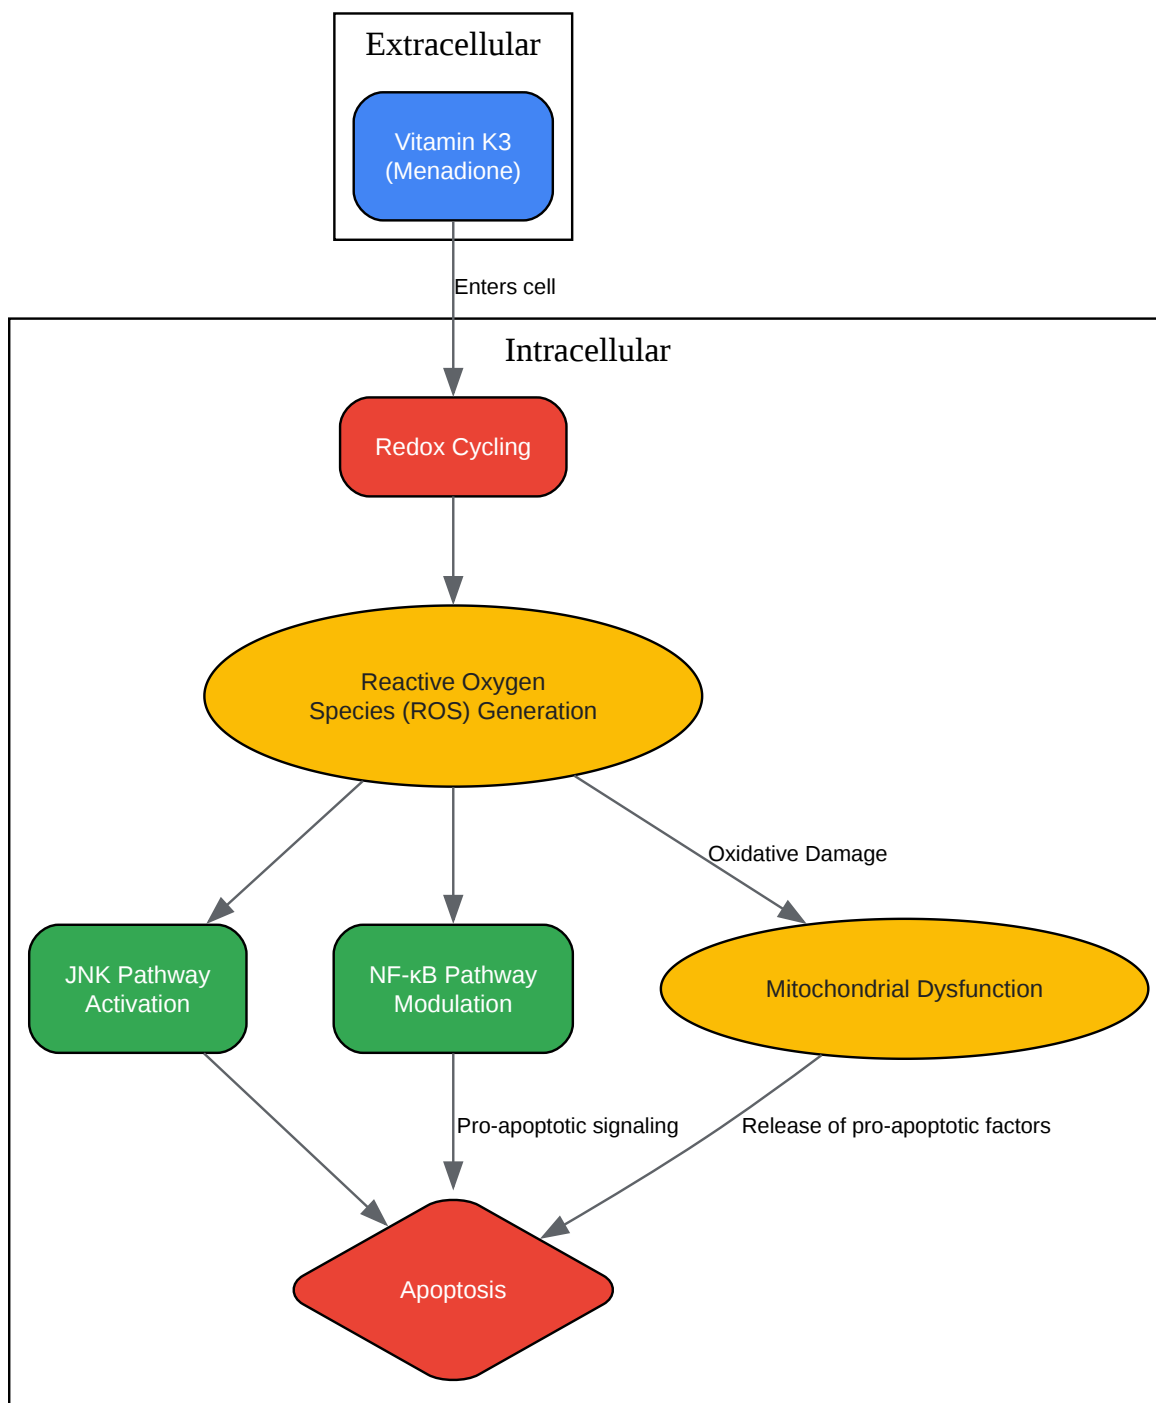 Extracellular
Vitamin K3
(Menadione)
Enters cell
Intracellular
Redox Cycling
Reactive Oxygen
Species (ROS) Generation
Oxidative Damage
JNK Pathway
Activation
NF-κB Pathway
Modulation
Mitochondrial Dysfunction
Pro-apoptotic signaling
Release of pro-apoptotic factors
Apoptosis